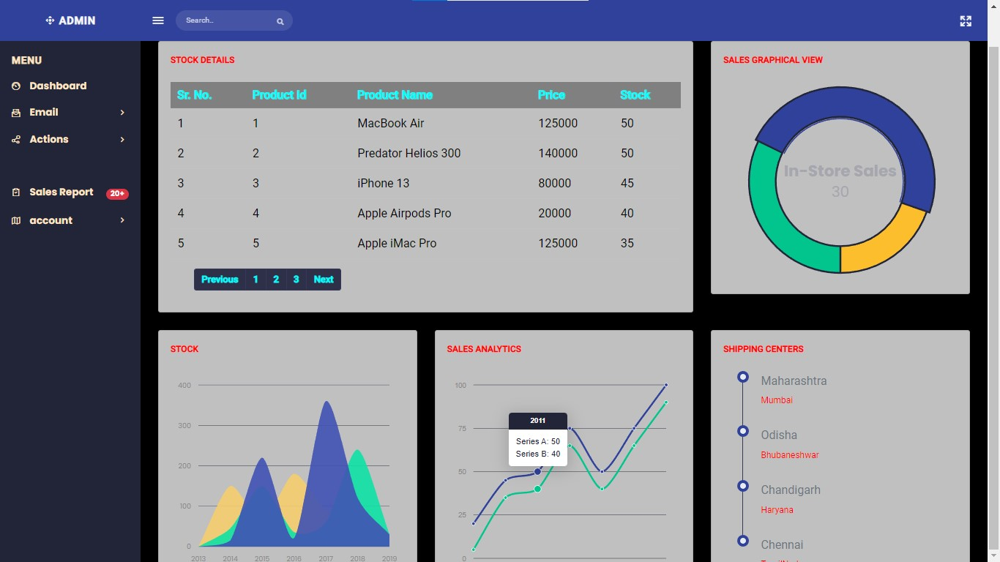 ADMIN
Search..
MENU
Dashboard
Email
Actions
Sales Report 20+
account
STOCK DETAILS
Sr. No. Product Id Product Name Price Stock
1 1 MacBook Air 125000 50
2 2 Predator Helios 300 140000 50
3 3 iPhone 13 80000 45
4 4 Apple Airpods Pro 20000 40
5 5 Apple iMac Pro 125000 35
Previous 1 2 3 Next
SALES GRAPHICAL VIEW
In-Store Sales
30
STOCK
400
300
200
100
0
2013 2014 2015 2016 2017 2018 2019
SALES ANALYTICS
100
75
50
25
0
2011
Series A: 50
Series B: 40
SHIPPING CENTERS
Maharashtra
Mumbai
Odisha
Bhubaneshwar
Chandigarh
Haryana
Chennai